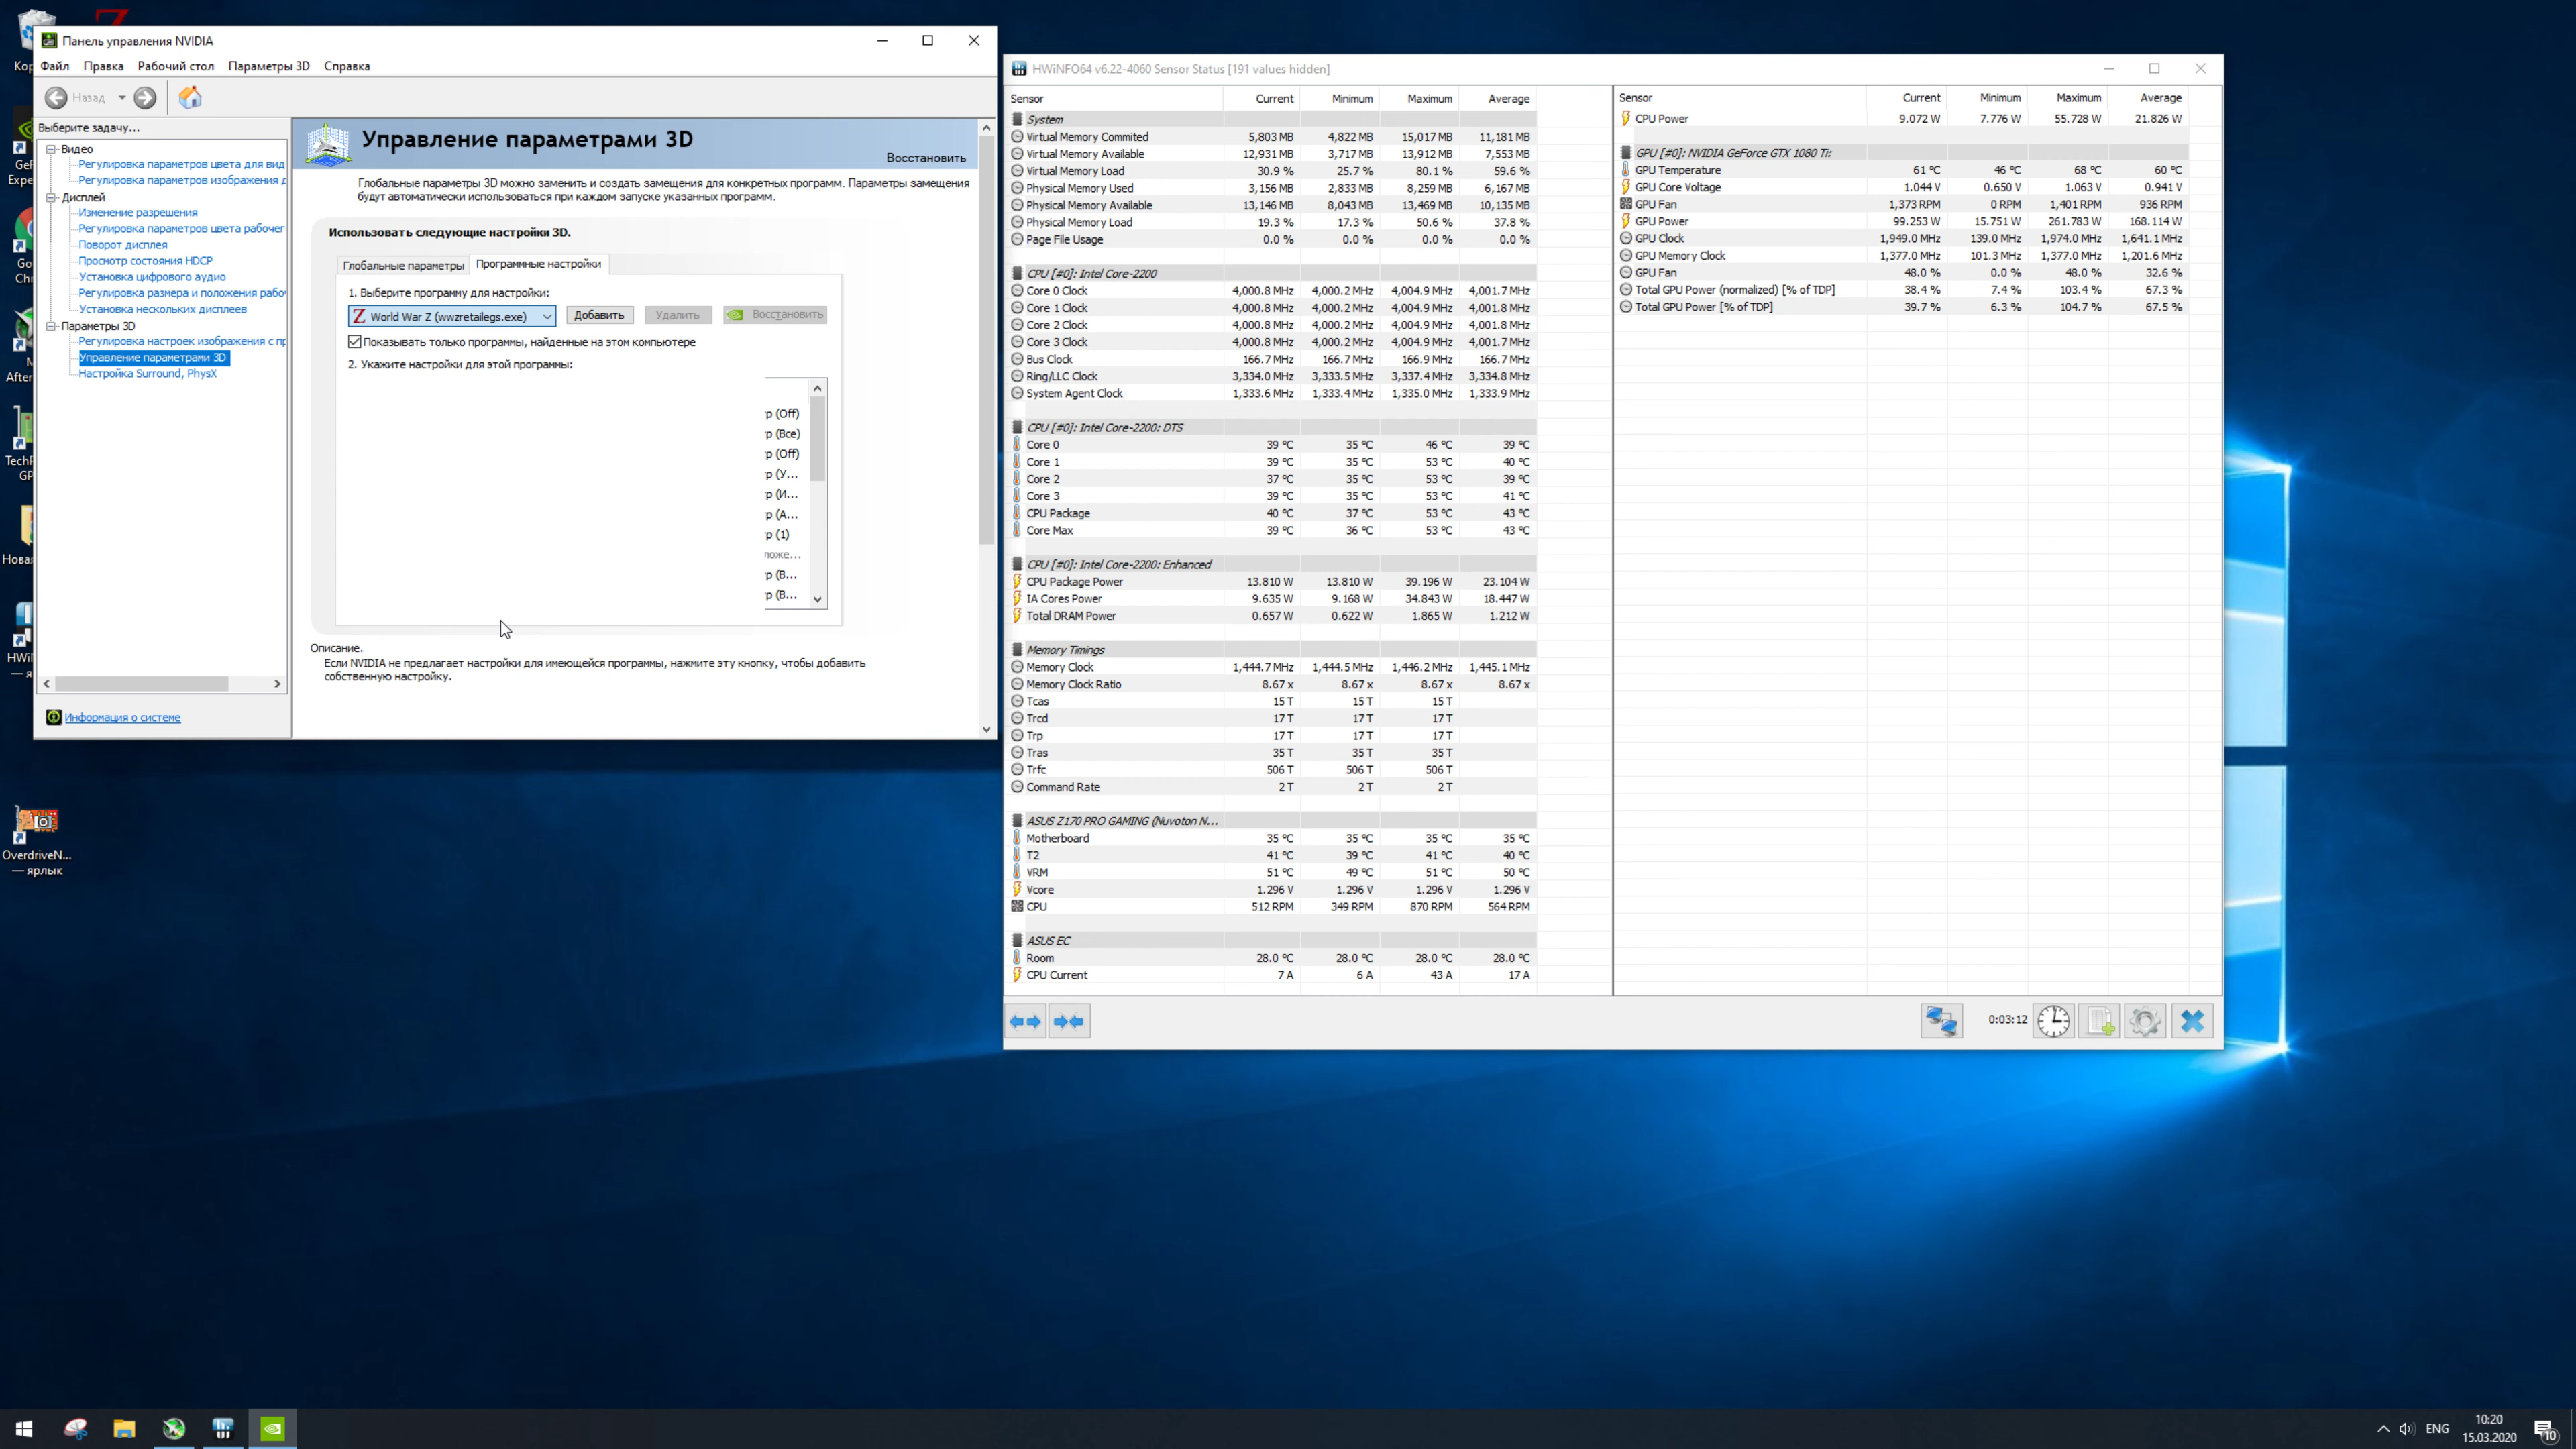 Кор
GeF
Expe
Go
Chr
M
After
TechP
GP
Новая
HWiI
— я
OverdriveN...
— ярлык
Панель управления NVIDIA
Файл Правка Рабочий стол Параметры 3D Справка
Назад
Выберите задачу...
Видео
Регулировка параметров цвета для вид
Регулировка параметров изображения д
Дисплей
Изменение разрешения
Регулировка параметров цвета рабочег
Поворот дисплея
Просмотр состояния HDCP
Установка цифрового аудио
Регулировка размера и положения рабо
Установка нескольких дисплеев
Параметры 3D
Регулировка настроек изображения с пр
Управление параметрами 3D
Настройка Surround, PhysX
Информация о системе
Управление параметрами 3D
Восстановить
Глобальные параметры 3D можно заменить и создать замещения для конкретных программ. Параметры замещения
будут автоматически использоваться при каждом запуске указанных программ.
Использовать следующие настройки 3D.
Глобальные параметры Программные настройки
1. Выберите программу для настройки:
World War Z (wwzretailegs.exe) Добавить Удалить Восстановить
Показывать только программы, найденные на этом компьютере
2. Укажите настройки для этой программы:
р (Off)
р (Все)
р (Off)
р (У...
р (И...
р (А...
р (1)
ложе...
р (В...
р (В...
Описание.
Если NVIDIA не предлагает настройки для имеющейся программы, нажмите эту кнопку, чтобы добавить
собственную настройку.
HWiNFO64 v6.22-4060 Sensor Status [191 values hidden]
Sensor Current Minimum Maximum Average
System
Virtual Memory Commited 5,803 MB 4,822 MB 15,017 MB 11,181 MB
Virtual Memory Available 12,931 MB 3,717 MB 13,912 MB 7,553 MB
Virtual Memory Load 30.9 % 25.7 % 80.1 % 59.6 %
Physical Memory Used 3,156 MB 2,833 MB 8,259 MB 6,167 MB
Physical Memory Available 13,146 MB 8,043 MB 13,469 MB 10,135 MB
Physical Memory Load 19.3 % 17.3 % 50.6 % 37.8 %
Page File Usage 0.0 % 0.0 % 0.0 % 0.0 %
CPU [#0]: Intel Core-2200
Core 0 Clock 4,000.8 MHz 4,000.2 MHz 4,004.9 MHz 4,001.7 MHz
Core 1 Clock 4,000.8 MHz 4,000.2 MHz 4,004.9 MHz 4,001.8 MHz
Core 2 Clock 4,000.8 MHz 4,000.2 MHz 4,004.9 MHz 4,001.8 MHz
Core 3 Clock 4,000.8 MHz 4,000.2 MHz 4,004.9 MHz 4,001.7 MHz
Bus Clock 166.7 MHz 166.7 MHz 166.9 MHz 166.7 MHz
Ring/LLC Clock 3,334.0 MHz 3,333.5 MHz 3,337.4 MHz 3,334.8 MHz
System Agent Clock 1,333.6 MHz 1,333.4 MHz 1,335.0 MHz 1,333.9 MHz
CPU [#0]: Intel Core-2200: DTS
Core 0 39 °C 35 °C 46 °C 39 °C
Core 1 39 °C 35 °C 53 °C 40 °C
Core 2 37 °C 35 °C 53 °C 39 °C
Core 3 39 °C 35 °C 53 °C 41 °C
CPU Package 40 °C 37 °C 53 °C 43 °C
Core Max 39 °C 36 °C 53 °C 43 °C
CPU [#0]: Intel Core-2200: Enhanced
CPU Package Power 13.810 W 13.810 W 39.196 W 23.104 W
IA Cores Power 9.635 W 9.168 W 34.843 W 18.447 W
Total DRAM Power 0.657 W 0.622 W 1.865 W 1.212 W
Memory Timings
Memory Clock 1,444.7 MHz 1,444.5 MHz 1,446.2 MHz 1,445.1 MHz
Memory Clock Ratio 8.67 x 8.67 x 8.67 x 8.67 x
Tcas 15 T 15 T 15 T
Trcd 17 T 17 T 17 T
Trp 17 T 17 T 17 T
Tras 35 T 35 T 35 T
Trfc 506 T 506 T 506 T
Command Rate 2 T 2 T 2 T
ASUS Z170 PRO GAMING (Nuvoton N...
Motherboard 35 °C 35 °C 35 °C 35 °C
T2 41 °C 39 °C 41 °C 40 °C
VRM 51 °C 49 °C 51 °C 50 °C
Vcore 1.296 V 1.296 V 1.296 V 1.296 V
CPU 512 RPM 349 RPM 870 RPM 564 RPM
ASUS EC
Room 28.0 °C 28.0 °C 28.0 °C 28.0 °C
CPU Current 7 A 6 A 43 A 17 A
Sensor Current Minimum Maximum Average
CPU Power 9.072 W 7.776 W 55.728 W 21.826 W
GPU [#0]: NVIDIA GeForce GTX 1080 Ti:
GPU Temperature 61 °C 46 °C 68 °C 60 °C
GPU Core Voltage 1.044 V 0.650 V 1.063 V 0.941 V
GPU Fan 1,373 RPM 0 RPM 1,401 RPM 936 RPM
GPU Power 99.253 W 15.751 W 261.783 W 168.114 W
GPU Clock 1,949.0 MHz 139.0 MHz 1,974.0 MHz 1,641.1 MHz
GPU Memory Clock 1,377.0 MHz 101.3 MHz 1,377.0 MHz 1,201.6 MHz
GPU Fan 48.0 % 0.0 % 48.0 % 32.6 %
Total GPU Power (normalized) [% of TDP] 38.4 % 7.4 % 103.4 % 67.3 %
Total GPU Power [% of TDP] 39.7 % 6.3 % 104.7 % 67.5 %
0:03:12
ENG
10:20
15.03.2020
10